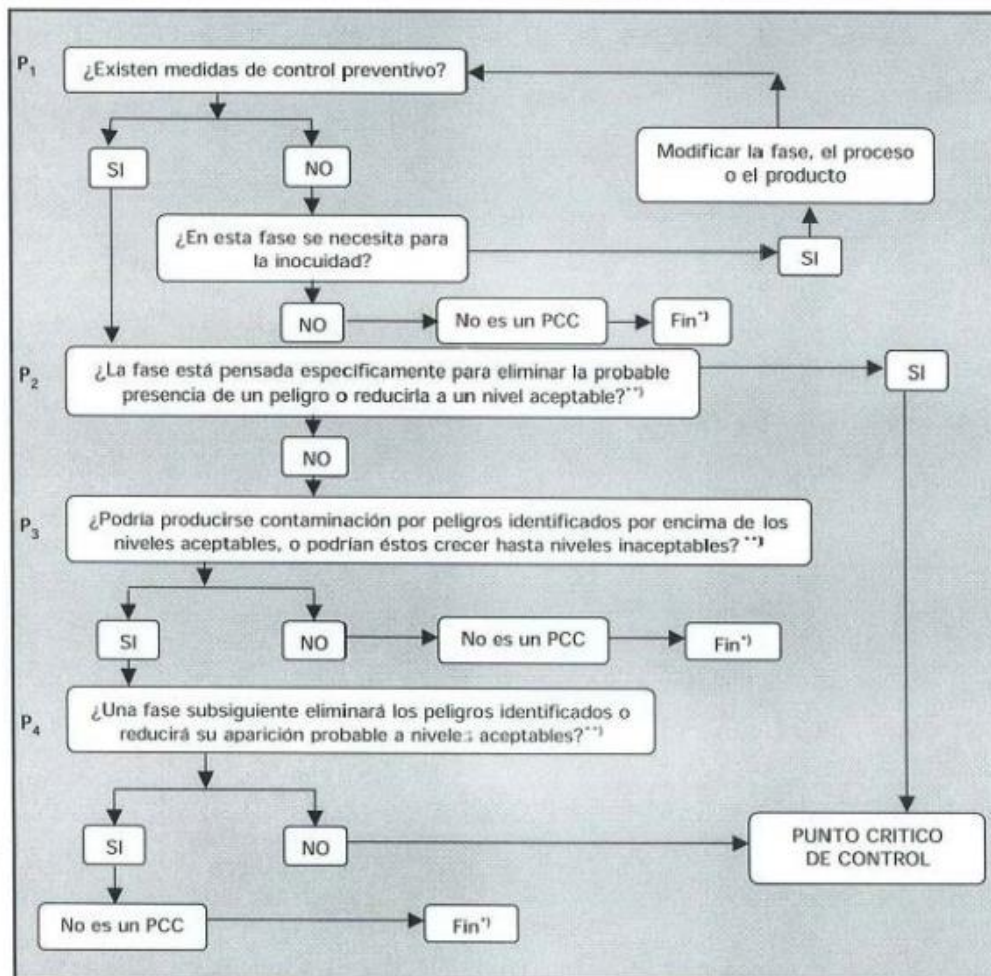 P1
¿Existen medidas de control preventivo?
SI
NO
Modificar la fase, el proceso
o el producto
¿En esta fase se necesita para
la inocuidad?
SI
NO
No es un PCC
Fin*)
P2
¿La fase está pensada específicamente para eliminar la probable
presencia de un peligro o reducirla a un nivel aceptable?**)
SI
NO
P3
¿Podría producirse contaminación por peligros identificados por encima de los
niveles aceptables, o podrían éstos crecer hasta niveles inaceptables? **)
SI
NO
No es un PCC
Fin*)
P4
¿Una fase subsiguiente eliminará los peligros identificados o
reducirá su aparición probable a niveles aceptables?**)
SI
NO
PUNTO CRITICO
DE CONTROL
No es un PCC
Fin*)